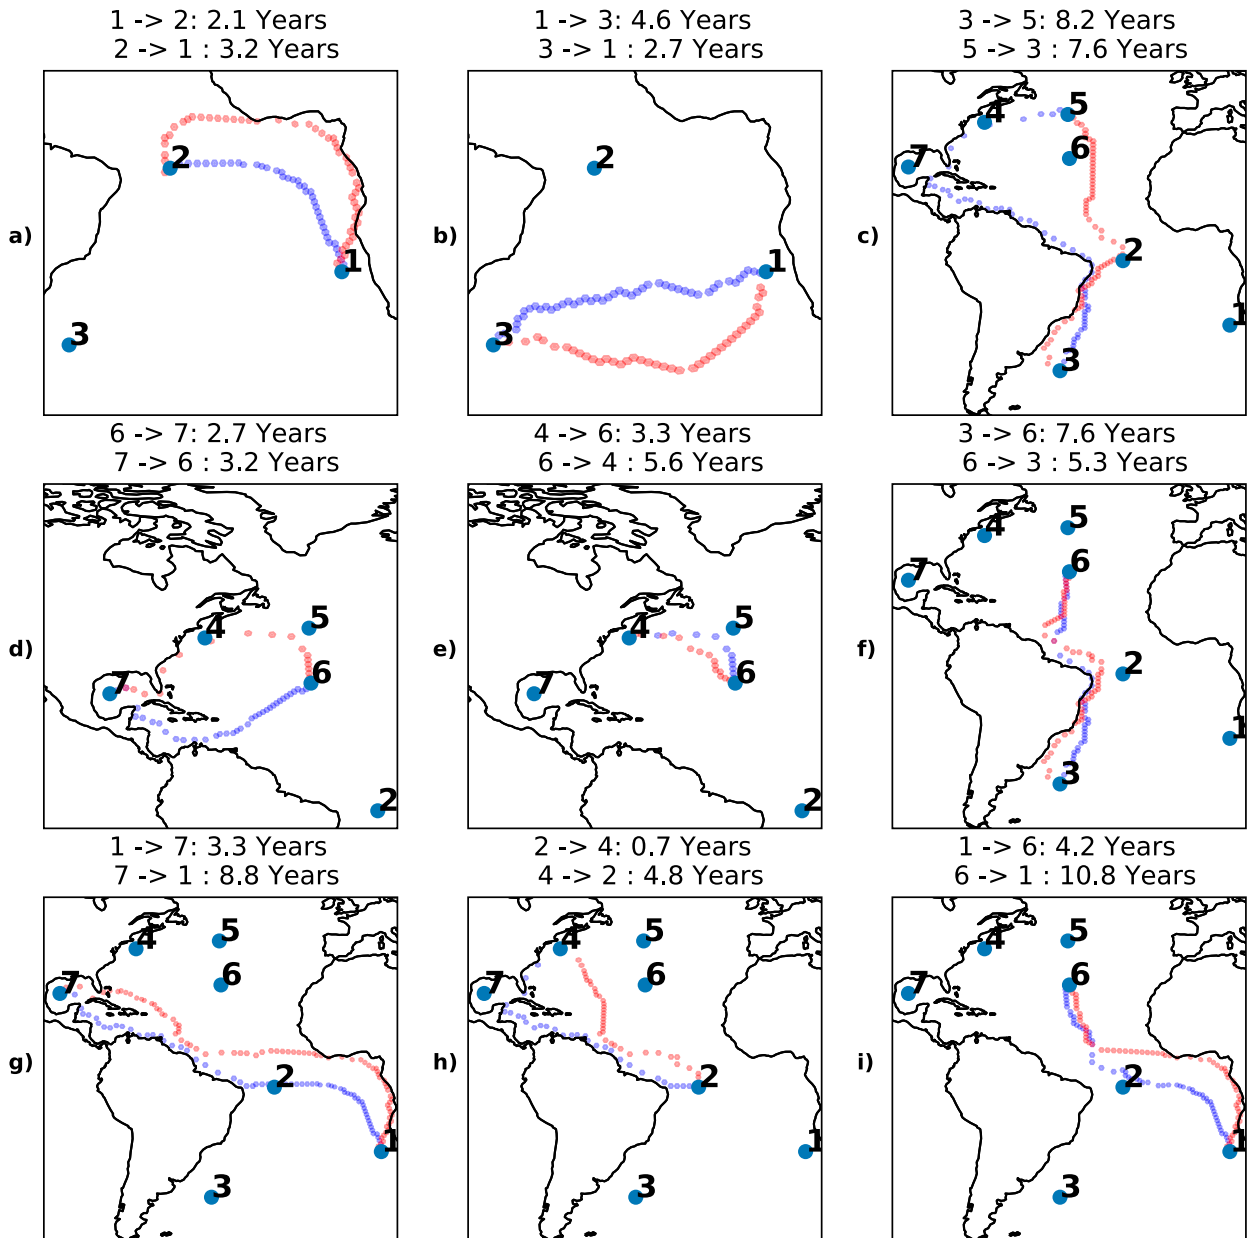 1 -> 2: 2.1 Years
2 -> 1 : 3.2 Years
1 -> 3: 4.6 Years
3 -> 1 : 2.7 Years
3 -> 5: 8.2 Years
5 -> 3 : 7.6 Years
a)
2
1
3
b)
2
1
3
c)
4
5
6
7
2
1
3
6 -> 7: 2.7 Years
7 -> 6 : 3.2 Years
4 -> 6: 3.3 Years
6 -> 4 : 5.6 Years
3 -> 6: 7.6 Years
6 -> 3 : 5.3 Years
d)
4
5
6
7
2
e)
4
5
6
7
2
f)
4
5
6
7
2
1
3
1 -> 7: 3.3 Years
7 -> 1 : 8.8 Years
2 -> 4: 0.7 Years
4 -> 2 : 4.8 Years
1 -> 6: 4.2 Years
6 -> 1 : 10.8 Years
g)
4
5
6
7
2
1
3
h)
4
5
6
7
2
1
3
i)
4
5
6
7
2
1
3